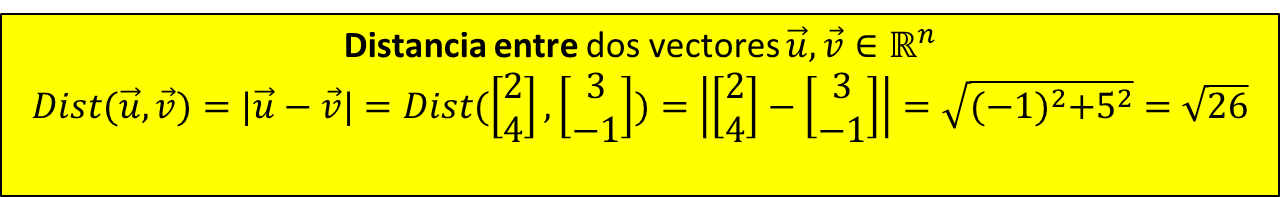 Distancia entre dos vectores u⃗, v⃗ ∈ ℝⁿ
Dist(u⃗, v⃗) = |u⃗ − v⃗| = Dist([2 4], [3 −1]) = |[2 4] − [3 −1]| = √((−1)²+5²) = √26